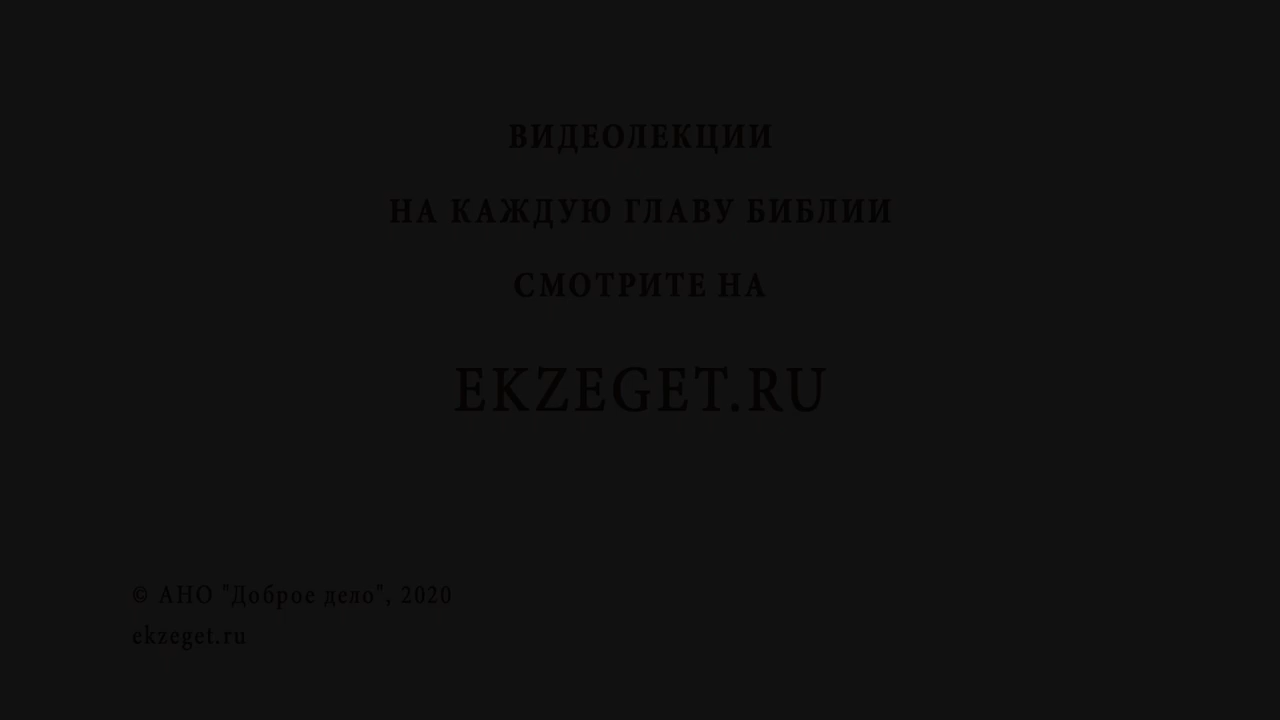 ВИДЕОЛЕКЦИИ
НА КАЖДУЮ ГЛАВУ БИБЛИИ
СМОТРИТЕ НА
EKZEGET.RU
© АНО "Доброе дело", 2020
ekzeget.ru